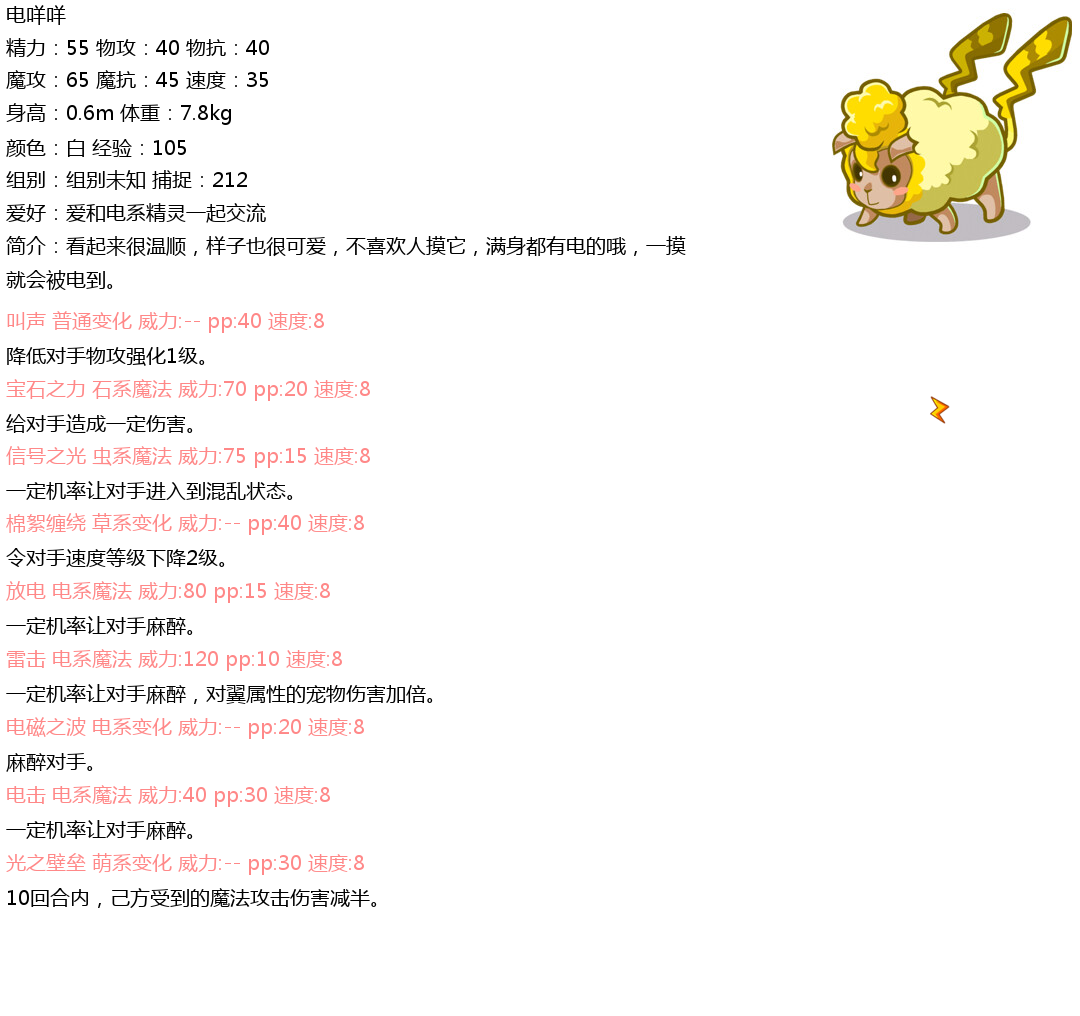 电咩咩
精力：55 物攻：40 物抗：40
魔攻：65 魔抗：45 速度：35
身高：0.6m 体重：7.8kg
颜色：白 经验：105
组别：组别未知 捕捉：212
爱好：爱和电系精灵一起交流
简介：看起来很温顺，样子也很可爱，不喜欢人摸它，满身都有电的哦，一摸
就会被电到。
叫声 普通变化 威力:-- pp:40 速度:8
降低对手物攻强化1级。
宝石之力 石系魔法 威力:70 pp:20 速度:8
给对手造成一定伤害。
信号之光 虫系魔法 威力:75 pp:15 速度:8
一定机率让对手进入到混乱状态。
棉絮缠绕 草系变化 威力:-- pp:40 速度:8
令对手速度等级下降2级。
放电 电系魔法 威力:80 pp:15 速度:8
一定机率让对手麻醉。
雷击 电系魔法 威力:120 pp:10 速度:8
一定机率让对手麻醉，对翼属性的宠物伤害加倍。
电磁之波 电系变化 威力:-- pp:20 速度:8
麻醉对手。
电击 电系魔法 威力:40 pp:30 速度:8
一定机率让对手麻醉。
光之壁垒 萌系变化 威力:-- pp:30 速度:8
10回合内，己方受到的魔法攻击伤害减半。